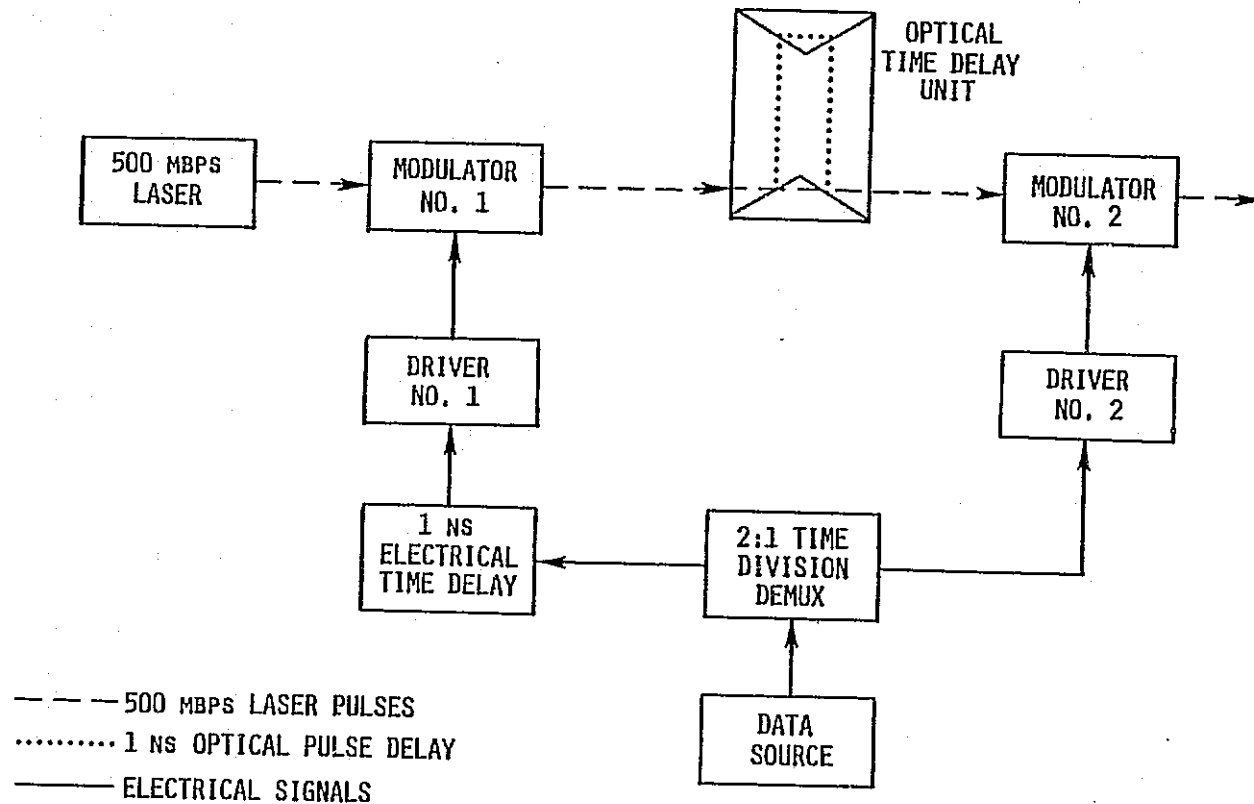 OPTICAL
TIME DELAY
UNIT
500 MBPS
LASER
MODULATOR
NO. 1
MODULATOR
NO. 2
DRIVER
NO. 1
DRIVER
NO. 2
1 NS
ELECTRICAL
TIME DELAY
2:1 TIME
DIVISION
DEMUX
DATA
SOURCE
500 MBPS LASER PULSES
1 NS OPTICAL PULSE DELAY
ELECTRICAL SIGNALS